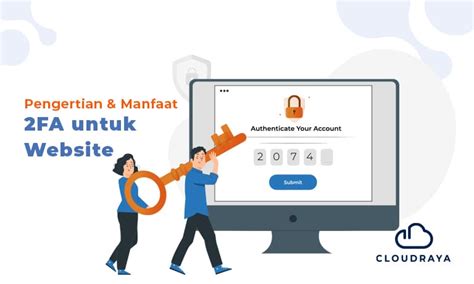 Pengertian & Manfaat
2FA untuk
Website
Authenticate Your Account
2 0 7 4
Submit
CLOUDRAYA